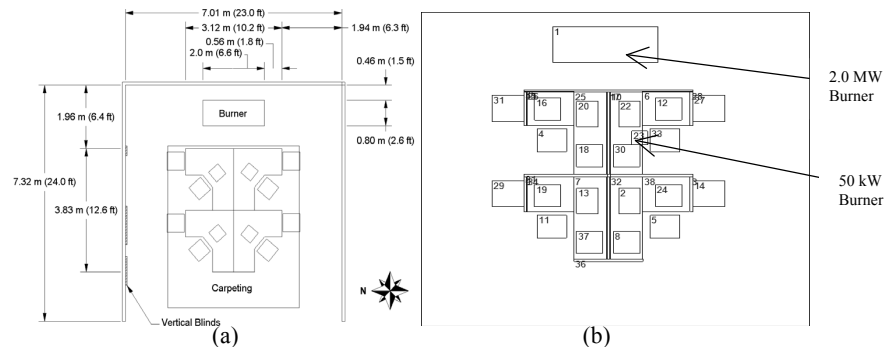 7.01 m (23.0 ft)
3.12 m (10.2 ft)
1.94 m (6.3 ft)
0.56 m (1.8 ft)
2.0 m (6.6 ft)
0.46 m (1.5 ft)
1.96 m (6.4 ft)
Burner
0.80 m (2.6 ft)
7.32 m (24.0 ft)
3.83 m (12.6 ft)
Carpeting
N
Vertical Blinds
(a)
1
2.0 MW
Burner
31
16
25
20
22
6
12
27
4
23
33
18
30
50 kW
Burner
29
19
7
13
32
2
38
24
14
11
5
37
8
36
(b)